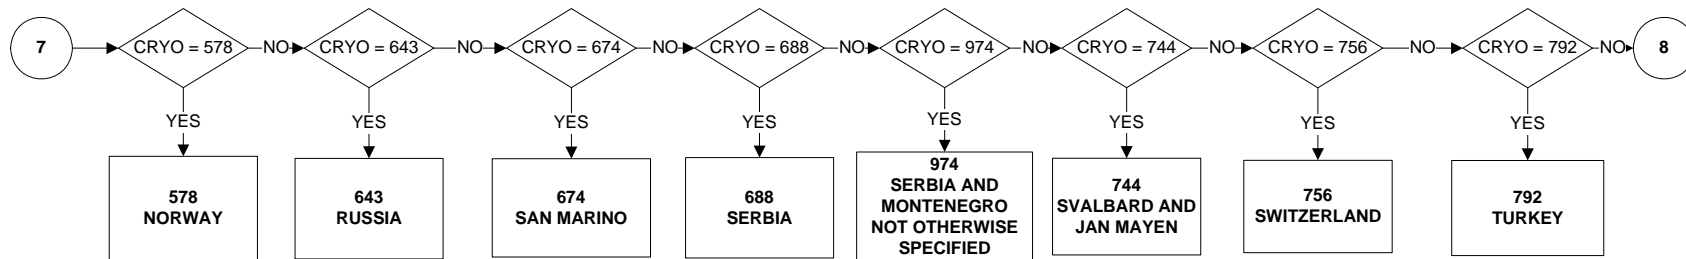 7
CRYO = 578
NO
CRYO = 643
NO
CRYO = 674
NO
CRYO = 688
NO
CRYO = 974
NO
CRYO = 744
NO
CRYO = 756
NO
CRYO = 792
NO
8
YES
YES
YES
YES
YES
YES
YES
YES
578
NORWAY
643
RUSSIA
674
SAN MARINO
688
SERBIA
974
SERBIA AND
MONTENEGRO
NOT OTHERWISE
SPECIFIED
744
SVALBARD AND
JAN MAYEN
756
SWITZERLAND
792
TURKEY